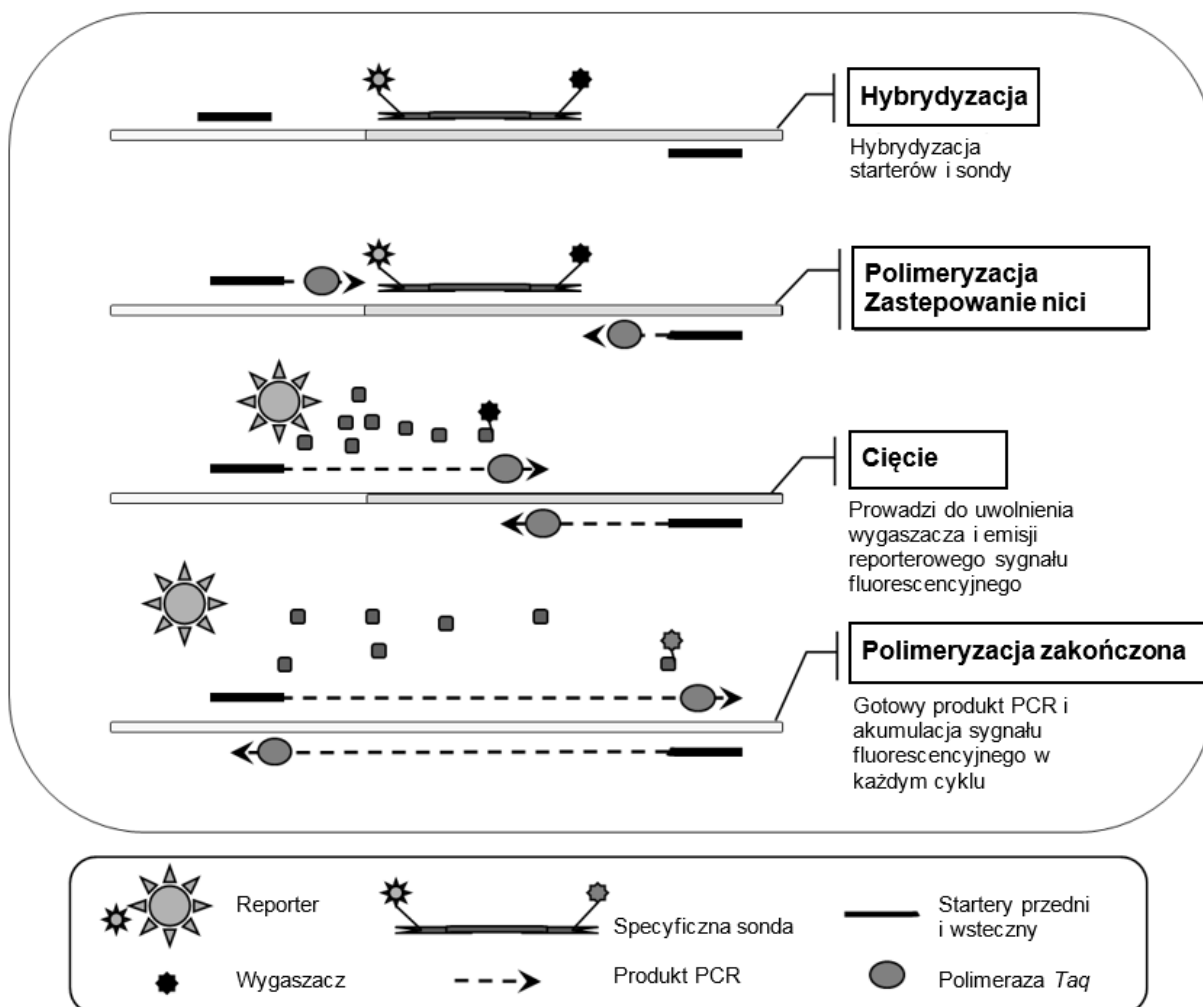 Hybrydyzacja
Hybrydyzacja
starterów i sondy
Polimeryzacja
Zastepowanie nici
Cięcie
Prowadzi do uwolnienia
wygaszacza i emisji
reporterowego sygnału
fluorescencyjnego
Polimeryzacja zakończona
Gotowy produkt PCR i
akumulacja sygnału
fluorescencyjnego w
każdym cyklu
Reporter
Specyficzna sonda
Startery przedni
i wsteczny
Wygaszacz
Produkt PCR
Polimeraza Taq